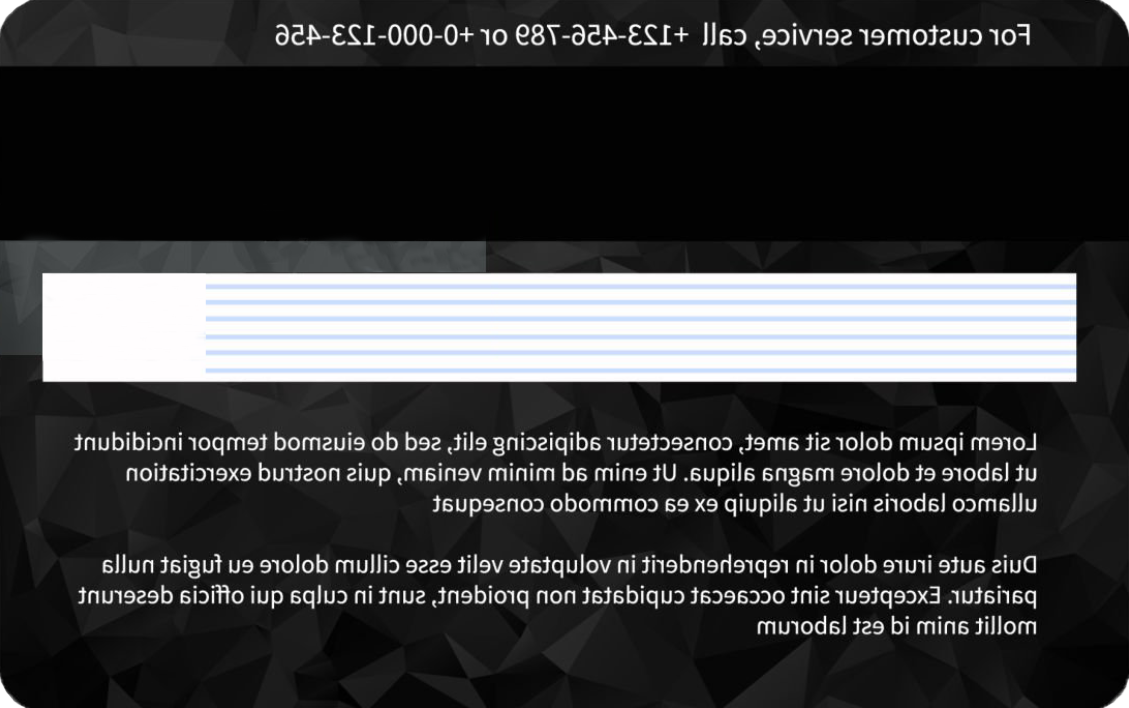 For customer service, call +123-456-789 or +0-000-123-456
Lorem ipsum dolor sit amet, consectetur adipiscing elit, sed do eiusmod tempor incididunt
ut labore et dolore magna aliqua. Ut enim ad minim veniam, quis nostrud exercitation
ullamco laboris nisi ut aliquip ex ea commodo consequat
Duis aute irure dolor in reprehenderit in voluptate velit esse cillum dolore eu fugiat nulla
pariatur. Excepteur sint occaecat cupidatat non proident, sunt in culpa qui officia deserunt
mollit anim id est laborum